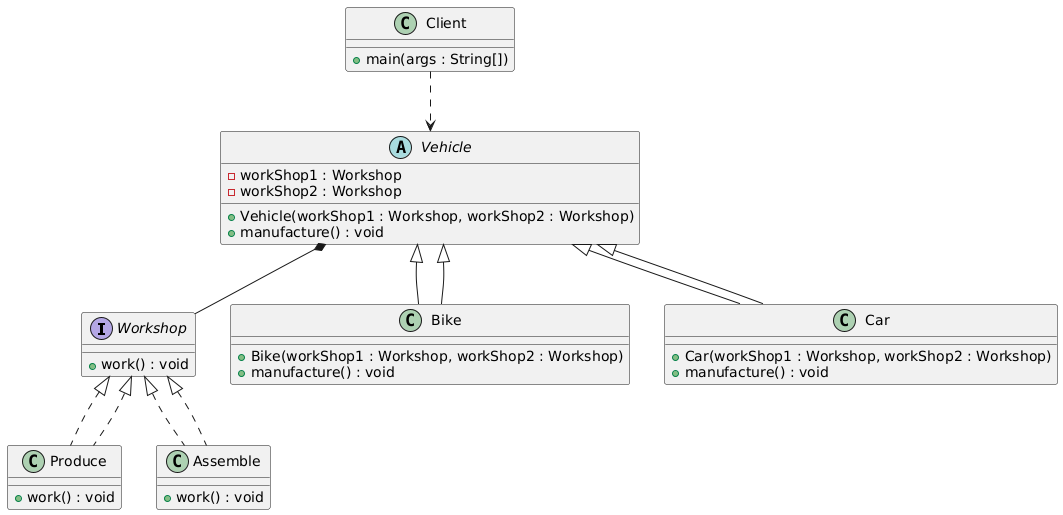 C Client
main(args : String[])
A Vehicle
workShop1 : Workshop
workShop2 : Workshop
Vehicle(workShop1 : Workshop, workShop2 : Workshop)
manufacture() : void
I Workshop
work() : void
C Bike
Bike(workShop1 : Workshop, workShop2 : Workshop)
manufacture() : void
C Car
Car(workShop1 : Workshop, workShop2 : Workshop)
manufacture() : void
C Produce
work() : void
C Assemble
work() : void